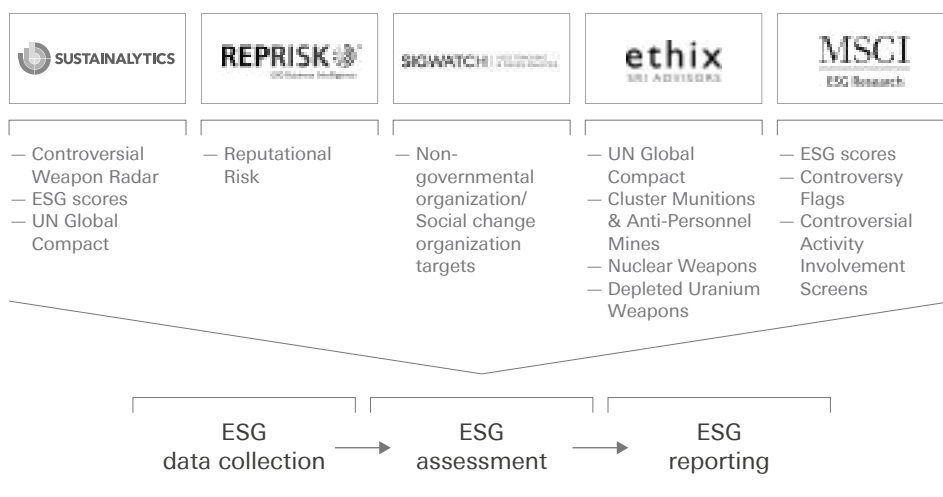 SUSTAINALYTICS
REPRISK
SIGWATCH
ethix
SRI ADVISORS
MSCI
ESG Research
— Controversial
Weapon Radar
— ESG scores
— UN Global
Compact
— Reputational
Risk
— Non-
governmental
organization/
Social change
organization
targets
— UN Global
Compact
— Cluster Munitions
& Anti-Personnel
Mines
— Nuclear Weapons
— Depleted Uranium
Weapons
— ESG scores
— Controversy
Flags
— Controversial
Activity
Involvement
Screens
ESG
data collection
ESG
assessment
ESG
reporting